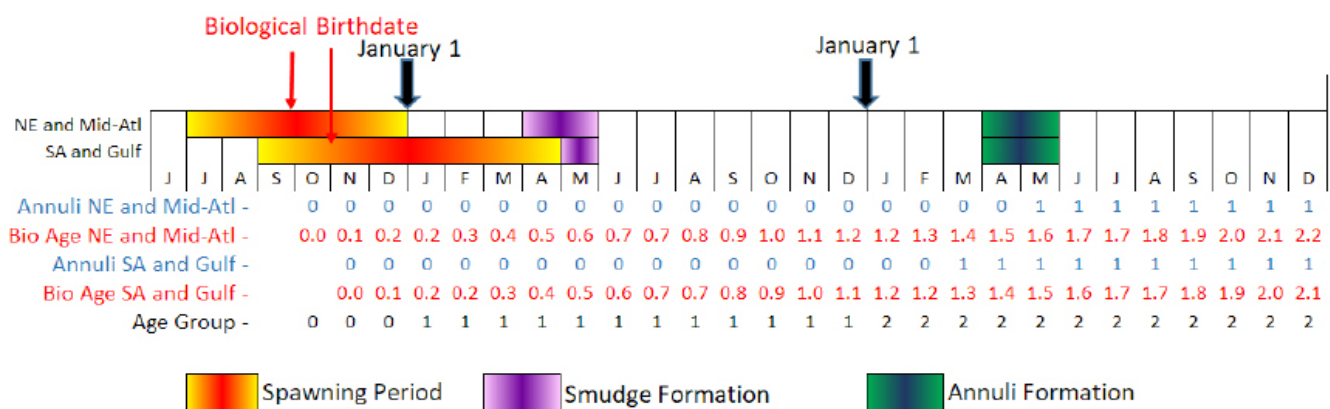 Biological Birthdate
January 1
January 1
NE and Mid-Atl
SA and Gulf
J J A S O N D J F M A M J J A S O N D J F M A M J J A S O N D
Annuli NE and Mid-Atl - 0 0 0 0 0 0 0 0 0 0 0 0 0 0 0 0 0 0 0 1 1 1 1 1 1 1 1
Bio Age NE and Mid-Atl - 0.0 0.1 0.2 0.2 0.3 0.4 0.5 0.6 0.7 0.7 0.8 0.9 1.0 1.1 1.2 1.2 1.3 1.4 1.5 1.6 1.7 1.7 1.8 1.9 2.0 2.1 2.2
Annuli SA and Gulf - 0 0 0 0 0 0 0 0 0 0 0 0 0 0 0 0 1 1 1 1 1 1 1 1 1 1
Bio Age SA and Gulf - 0.0 0.1 0.2 0.2 0.3 0.4 0.5 0.6 0.7 0.7 0.8 0.9 1.0 1.1 1.2 1.2 1.3 1.4 1.5 1.6 1.7 1.7 1.8 1.9 2.0 2.1
Age Group - 0 0 0 1 1 1 1 1 1 1 1 1 1 1 1 2 2 2 2 2 2 2 2 2 2 2 2
Spawning Period Smudge Formation Annuli Formation